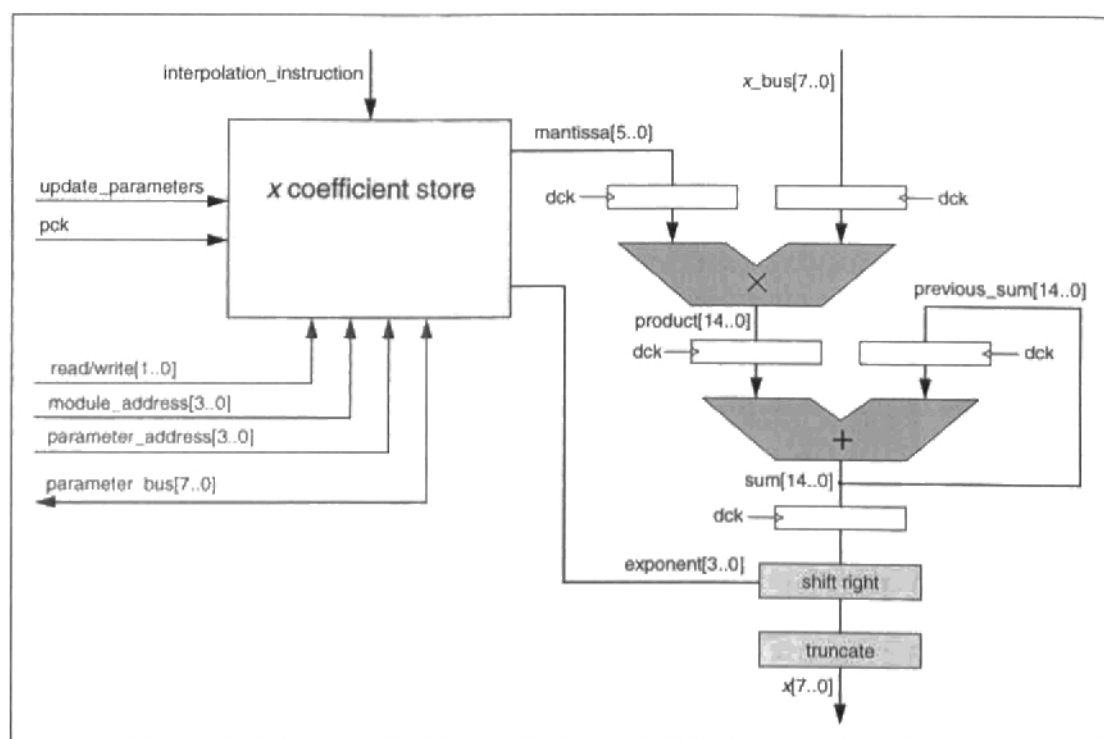 interpolation_instruction
x_bus[7..0]
mantissa[5..0]
update_parameters
x coefficient store
dck
dck
pck
×
previous_sum[14..0]
product[14..0]
dck
dck
read/write[1..0]
module_address[3..0]
parameter_address[3..0]
+
parameter_bus[7..0]
sum[14..0]
dck
exponent[3..0]
shift right
truncate
x[7..0]